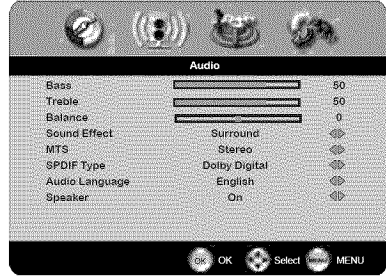 Audio
Bass 50
Treble 50
Balance 0
Sound Effect Surround
MTS Stereo
SPDIF Type Dolby Digital
Audio Language English
Speaker On
OK OK Select MENU MENU